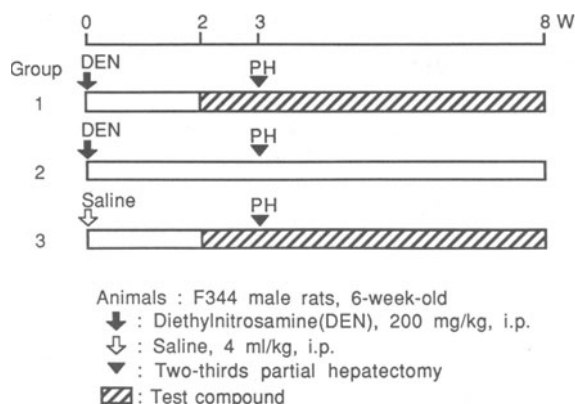 0 2 3 8 W
Group DEN PH
1
DEN PH
2
Saline PH
3
Animals : F344 male rats, 6-week-old
: Diethylnitrosamine(DEN), 200 mg/kg, i.p.
: Saline, 4 ml/kg, i.p.
: Two-thirds partial hepatectomy
: Test compound